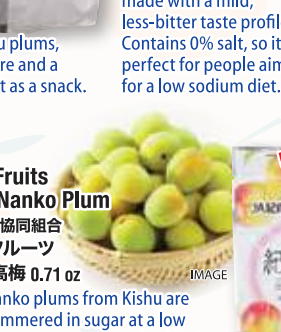 made with a mild,
less-bitter taste profil
Contains 0% salt, so it
perfect for people aim
for a low sodium diet.
u plums,
re and a
t as a snack.
Fruits
Nanko Plum
協同組合
フルーツ
高梅 0.71 oz
IMAGE
anko plums from Kishu are
mmered in sugar at a low